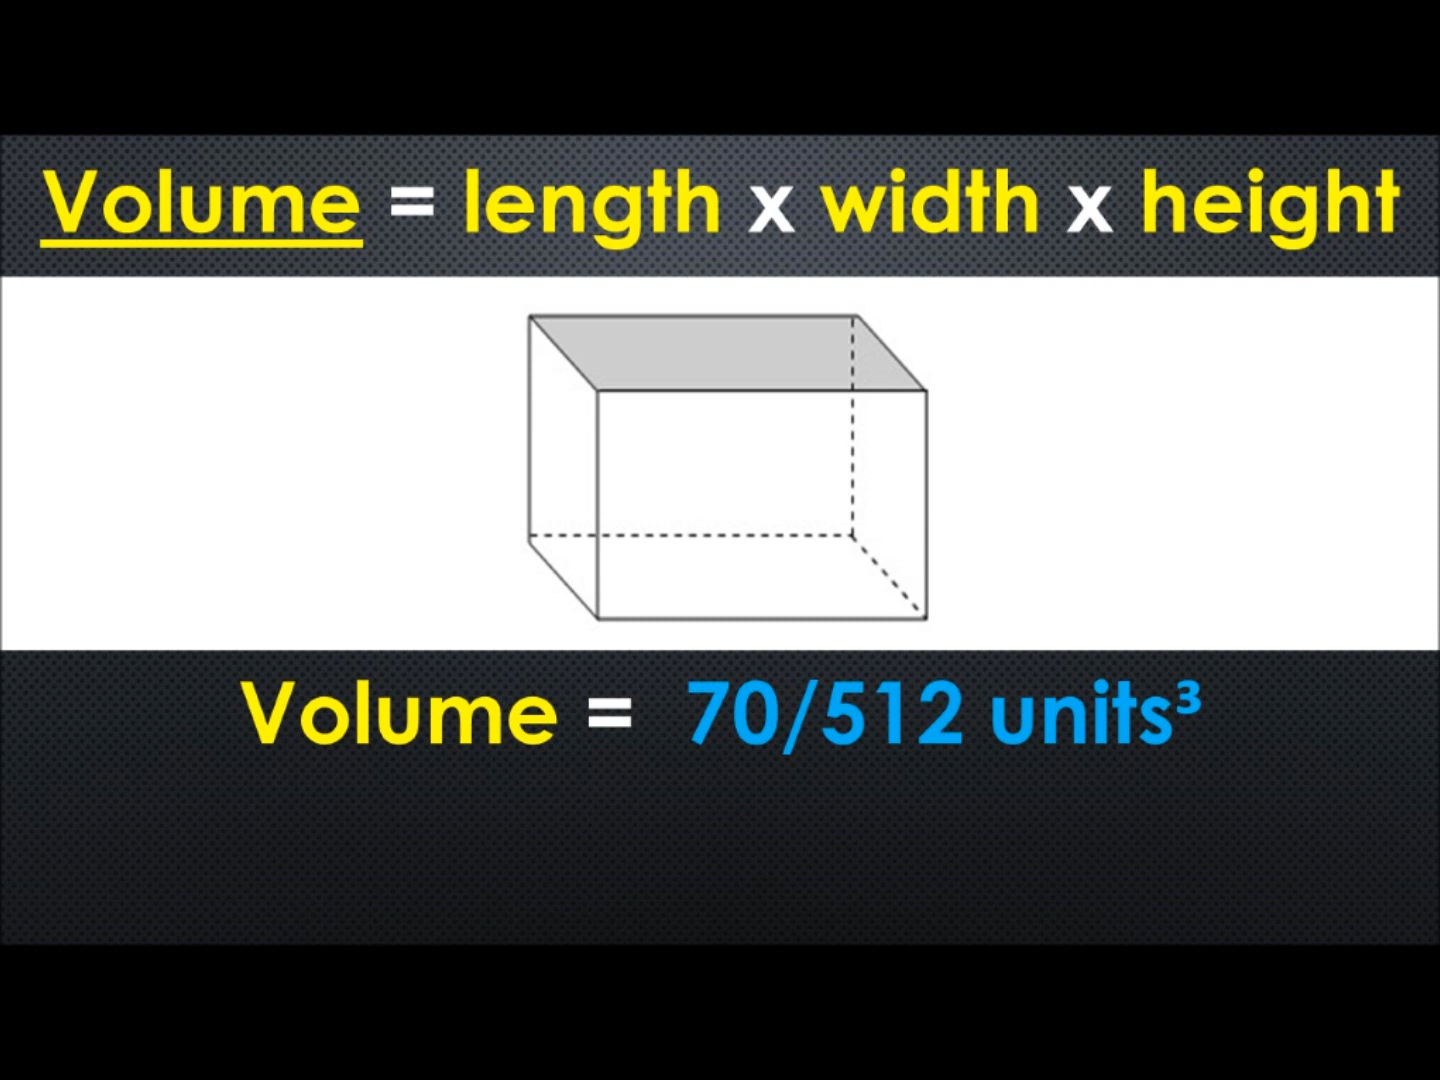 Volume = length x width x height
Volume = 70/512 units³